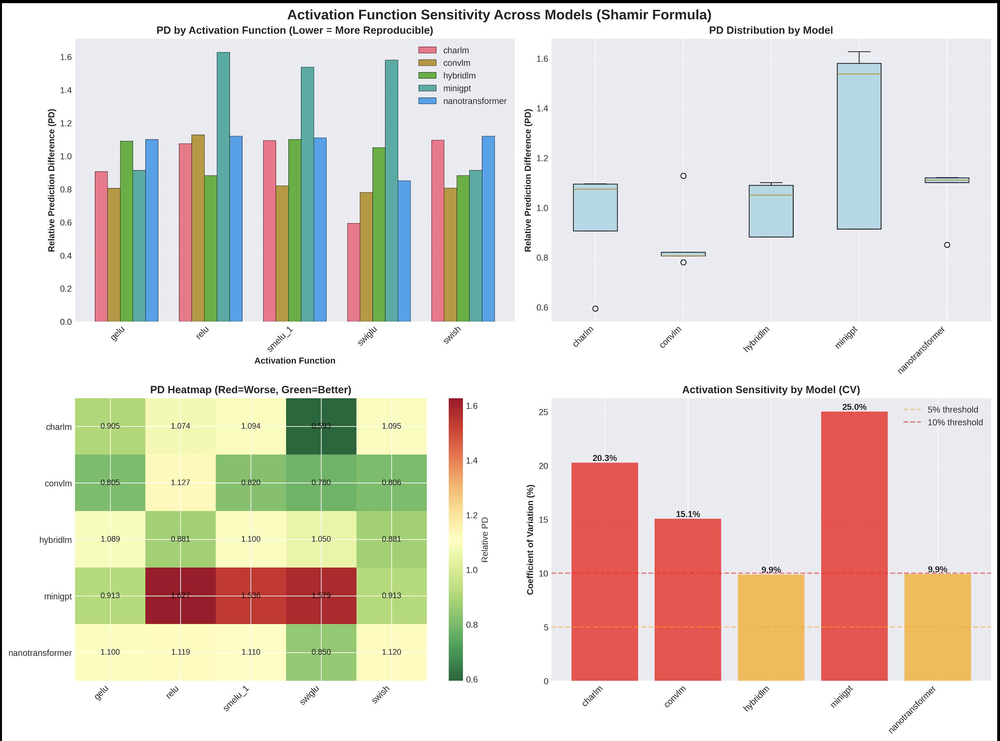 Activation Function Sensitivity Across Models (Shamir Formula)
PD by Activation Function (Lower = More Reproducible)
Relative Prediction Difference (PD)
1.6
1.4
1.2
1.0
0.8
0.6
0.4
0.2
0.0
charlm
convlm
hybridlm
minigpt
nanotransformer
gelu
relu
smelu_1
swiglu
swish
Activation Function
PD Distribution by Model
Relative Prediction Difference (PD)
1.6
1.4
1.2
1.0
0.8
0.6
charlm
convlm
hybridlm
minigpt
nanotransformer
PD Heatmap (Red=Worse, Green=Better)
charlm 0.905 1.074 1.094 0.593 1.095
convlm 0.805 1.127 0.820 0.780 0.806
hybridlm 1.089 0.881 1.100 1.050 0.881
minigpt 0.913 1.627 1.536 1.579 0.913
nanotransformer 1.100 1.119 1.110 0.850 1.120
gelu
relu
smelu_1
swiglu
swish
1.6
1.4
1.2
1.0
0.8
0.6
Relative PD
Activation Sensitivity by Model (CV)
Coefficient of Variation (%)
25
20
15
10
5
0
5% threshold
10% threshold
20.3%
15.1%
9.9%
25.0%
9.9%
charlm
convlm
hybridlm
minigpt
nanotransformer